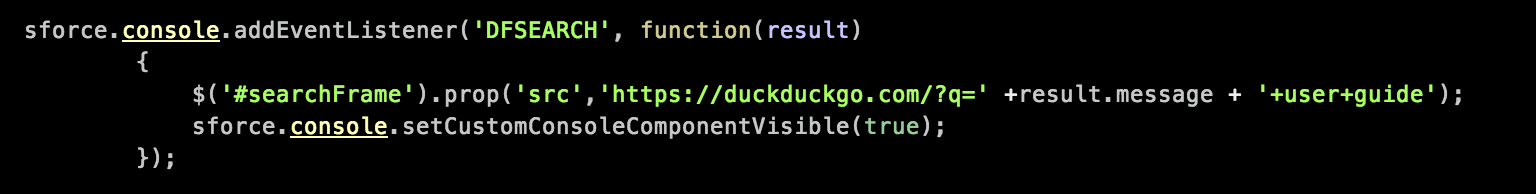 sforce.console.addEventListener('DFSEARCH', function(result)
{
$('#searchFrame').prop('src','https://duckduckgo.com/?q=' +result.message + '+user+guide');
sforce.console.setCustomConsoleComponentVisible(true);
});